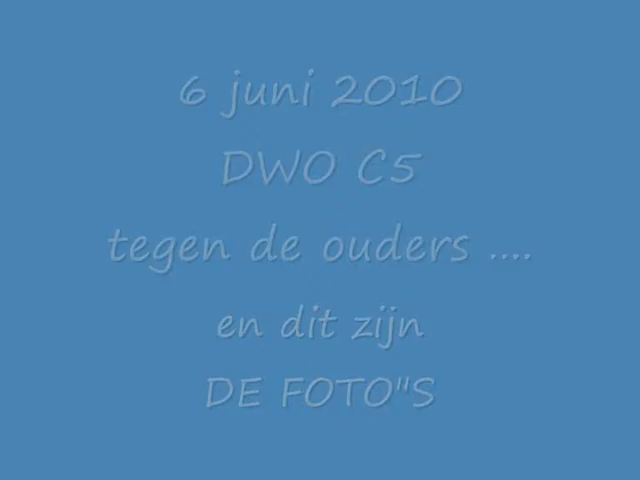 6 juni 2010
DWO C5
tegen de ouders ....
en dit zijn
DE FOTO"S